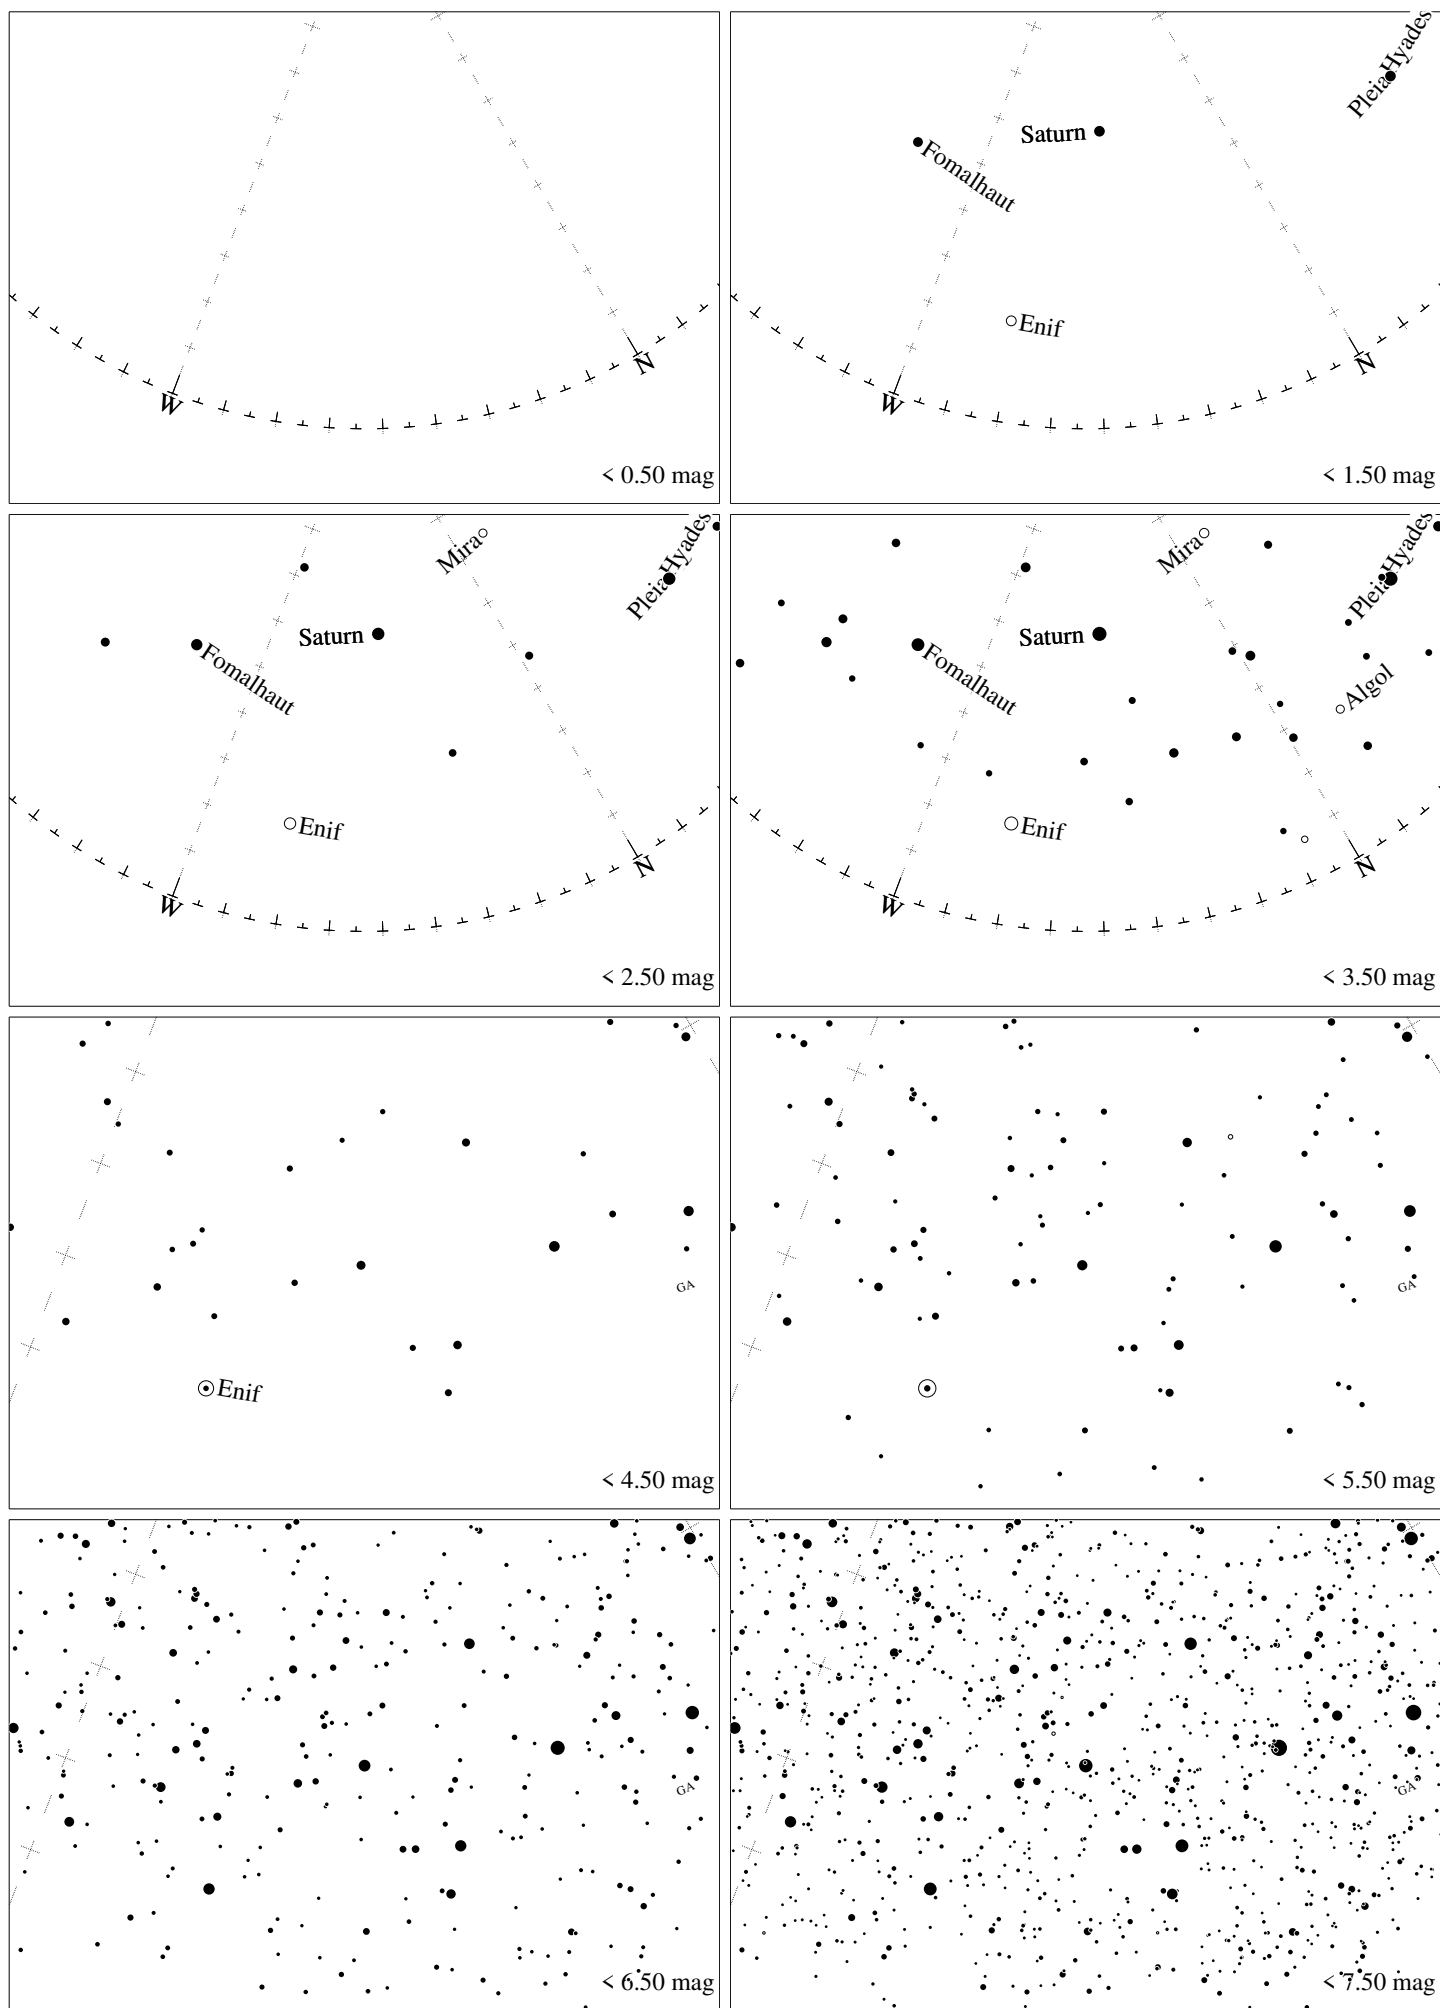 W
N
< 0.50 mag
Hyades
Pleia
Saturn
Fomalhaut
Enif
W
N
< 1.50 mag
Mira
Hyades
Pleia
Saturn
Fomalhaut
Enif
W
N
< 2.50 mag
Mira
Hyades
Pleia
Saturn
Fomalhaut
Algol
Enif
W
N
< 3.50 mag
GA
Enif
< 4.50 mag
GA
< 5.50 mag
GA
< 6.50 mag
GA
< 7.50 mag